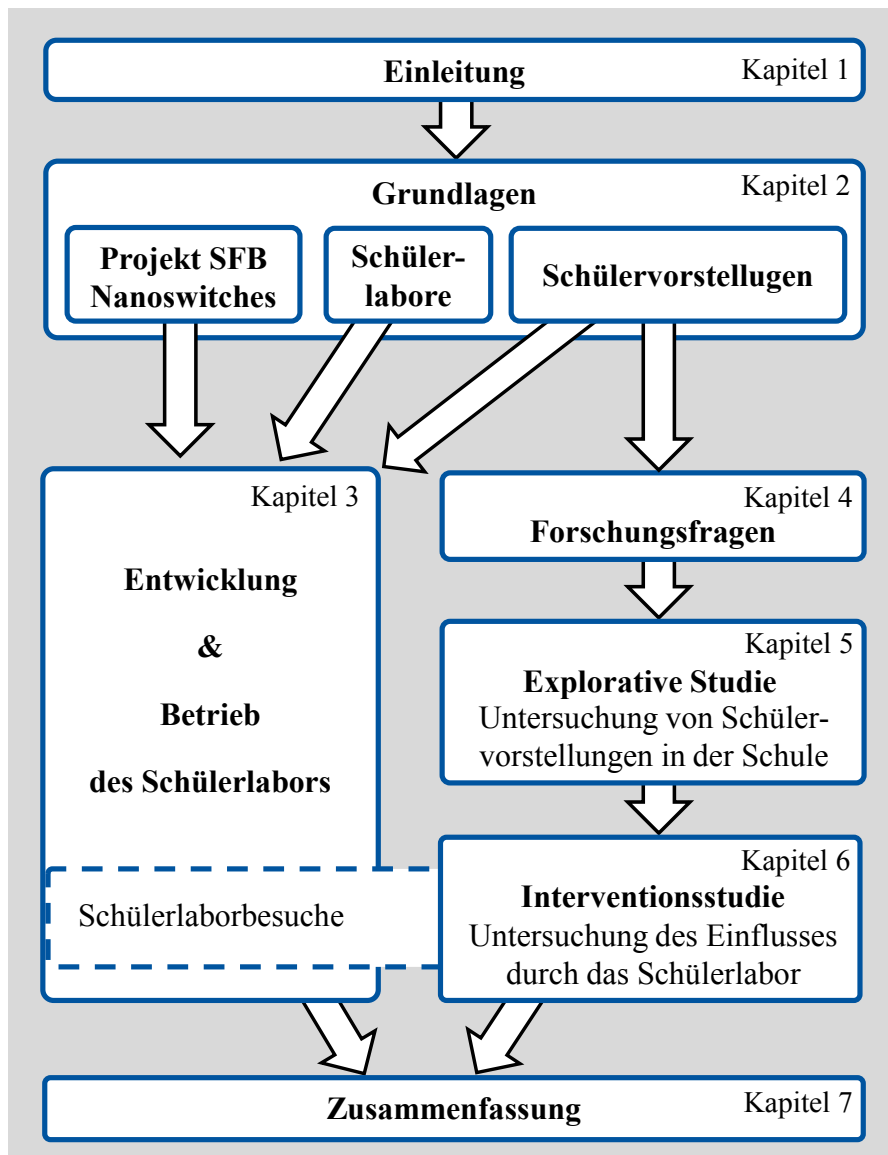 Einleitung
Kapitel 1
Kapitel 2
Grundlagen
Projekt SFB
Nanoswitches
Schüler-
labore
Schülervorstellugen
Kapitel 3
Entwicklung
&
Betrieb
des Schülerlabors
Schülerlaborbesuche
Kapitel 4
Forschungsfragen
Kapitel 5
Explorative Studie
Untersuchung von Schüler-
vorstellungen in der Schule
Kapitel 6
Interventionsstudie
Untersuchung des Einflusses
durch das Schülerlabor
Zusammenfassung
Kapitel 7